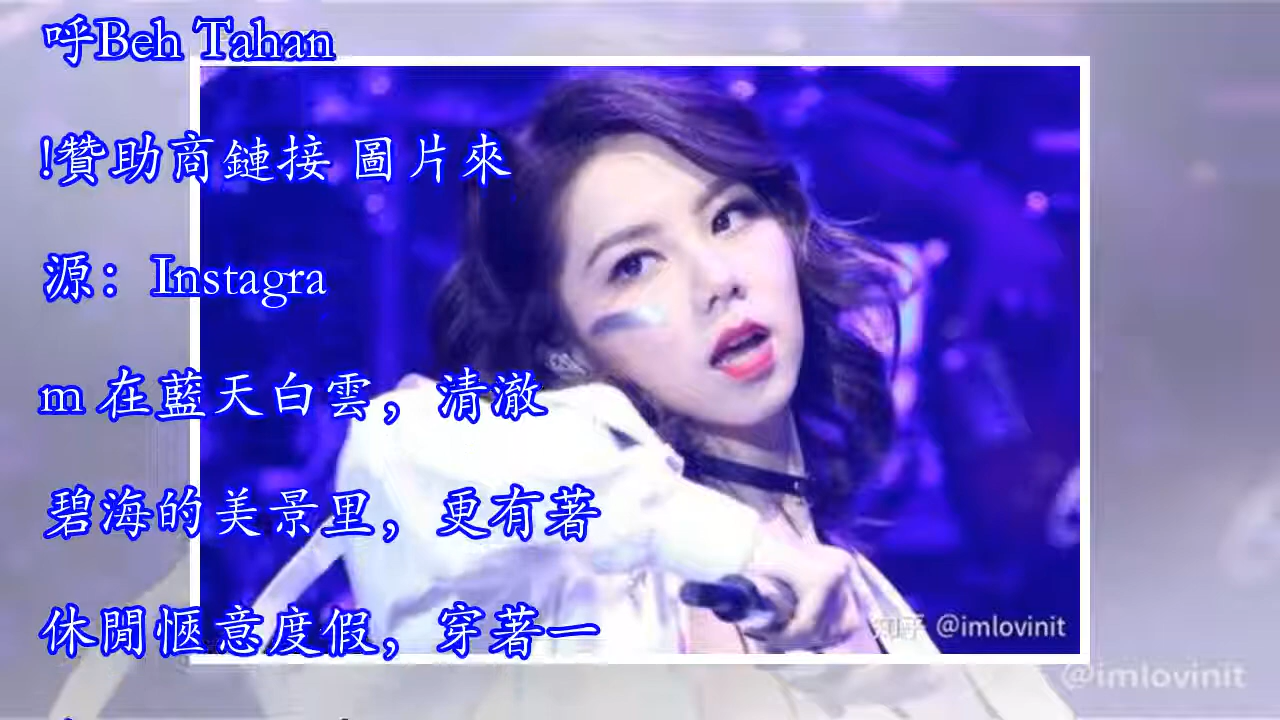 呼Beh Tahan
!贊助商鏈接 圖片來
源：Instagra
m 在藍天白雲，清澈
碧海的美景里，更有著
休閒愜意度假，穿著一
知乎 @imlovinit
@imlovinit